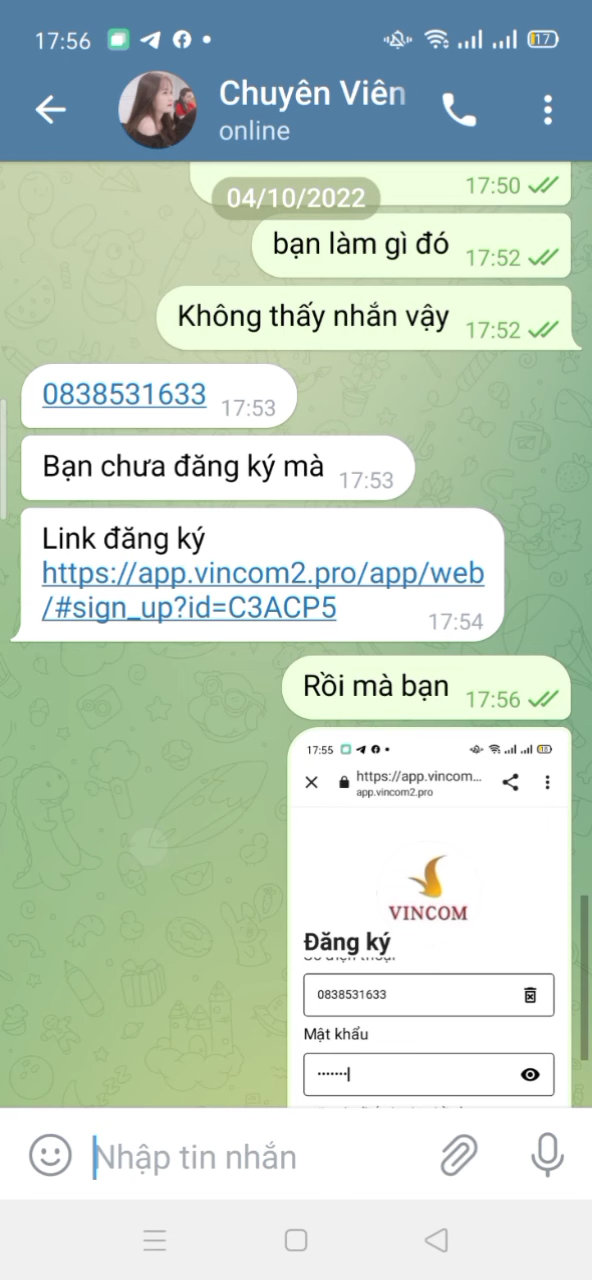 17:56
17
Chuyên Viên
online
17:50
04/10/2022
bạn làm gì đó 17:52
Không thấy nhắn vậy 17:52
0838531633 17:53
Bạn chưa đăng ký mà 17:53
Link đăng ký
https://app.vincom2.pro/app/web
/#sign_up?id=C3ACP5
17:54
Rồi mà bạn 17:56
17:55
https://app.vincom...
app.vincom2.pro
VINCOM
Đăng ký
0838531633
Mật khẩu
Nhập tin nhắn